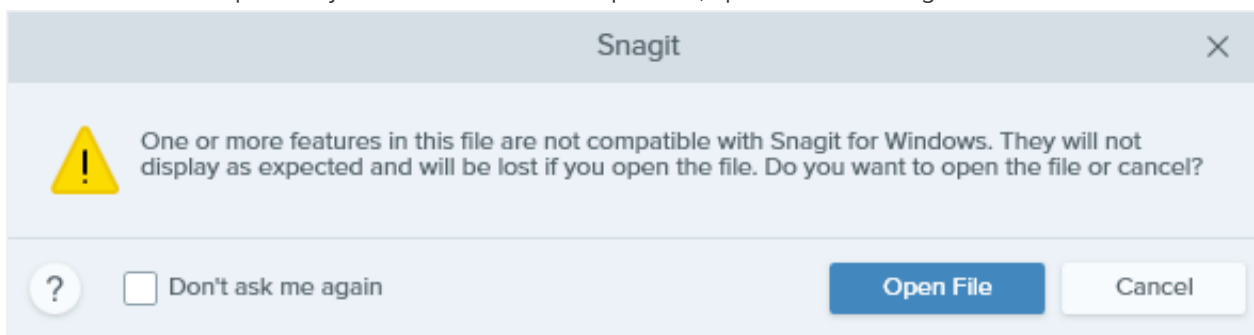 Snagit
One or more features in this file are not compatible with Snagit for Windows. They will not
display as expected and will be lost if you open the file. Do you want to open the file or cancel?
? Don't ask me again Open File Cancel